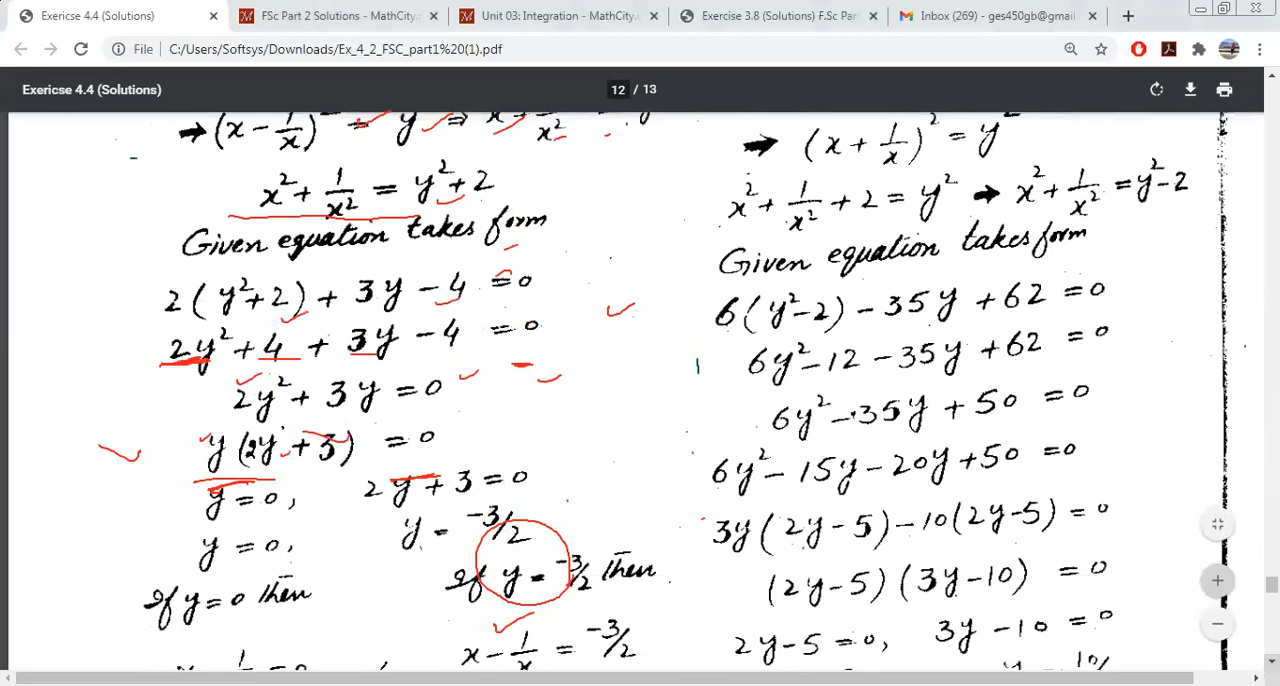 Exericse 4.4 (Solutions)
FSc Part 2 Solutions - MathCity.
Unit 03: Integration - MathCity.
Exercise 3.8 (Solutions) F.Sc Part
Inbox (269) - ges450gb@gmail
File C:/Users/Softsys/Downloads/Ex_4_2_FSC_part1%20(1).pdf
Exericse 4.4 (Solutions)
12 / 13
→ (x - 1/x)² = y
x² + 1/x² = y² + 2
Given equation takes form
2(y²+2) + 3y - 4 = 0
2y² + 4 + 3y - 4 = 0
2y² + 3y = 0
y(2y + 3) = 0
y = 0, 2y + 3 = 0
y = 0, y = -3/2
If y = 0 then If y = -3/2 then
x - 1/x = -3/2
→ (x + 1/x)² = y²
x² + 1/x² + 2 = y² → x² + 1/x² = y² - 2
Given equation takes form
6(y²-2) - 35y + 62 = 0
6y² - 12 - 35y + 62 = 0
6y² - 35y + 50 = 0
6y² - 15y - 20y + 50 = 0
3y(2y - 5) - 10(2y - 5) = 0
(2y - 5)(3y - 10) = 0
2y - 5 = 0, 3y - 10 = 0